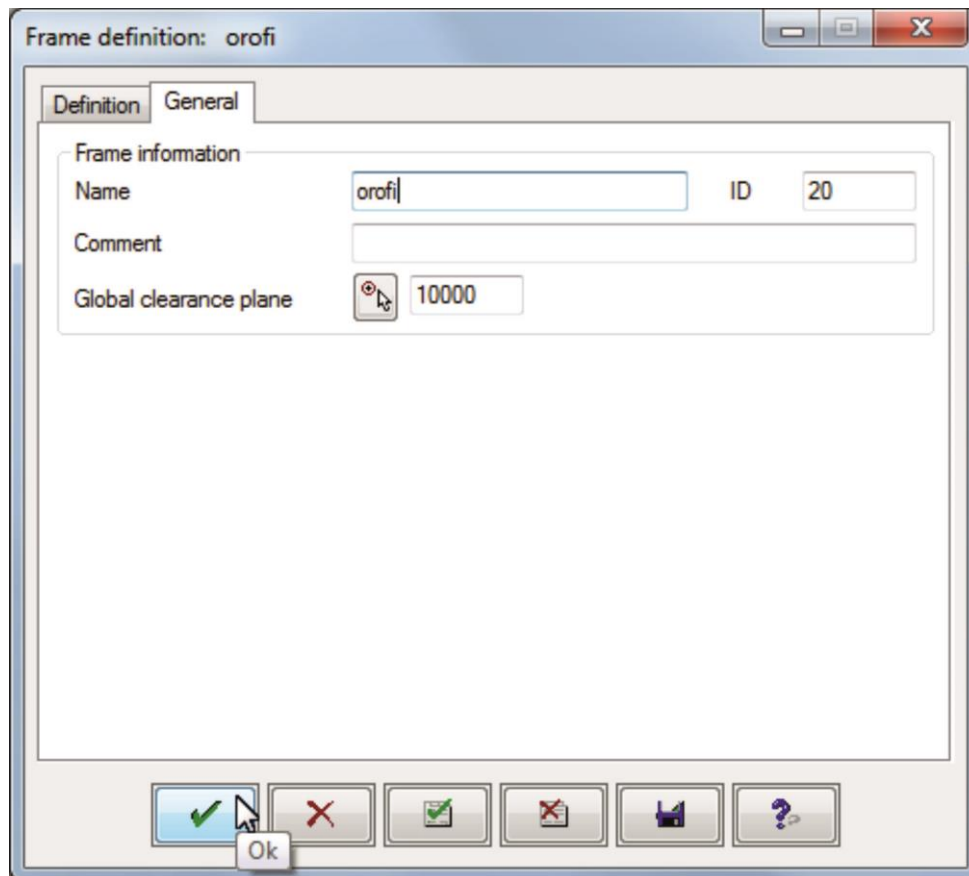 Frame definition: orofi
Definition General
Frame information
Name orofi ID 20
Comment
Global clearance plane 10000
Ok